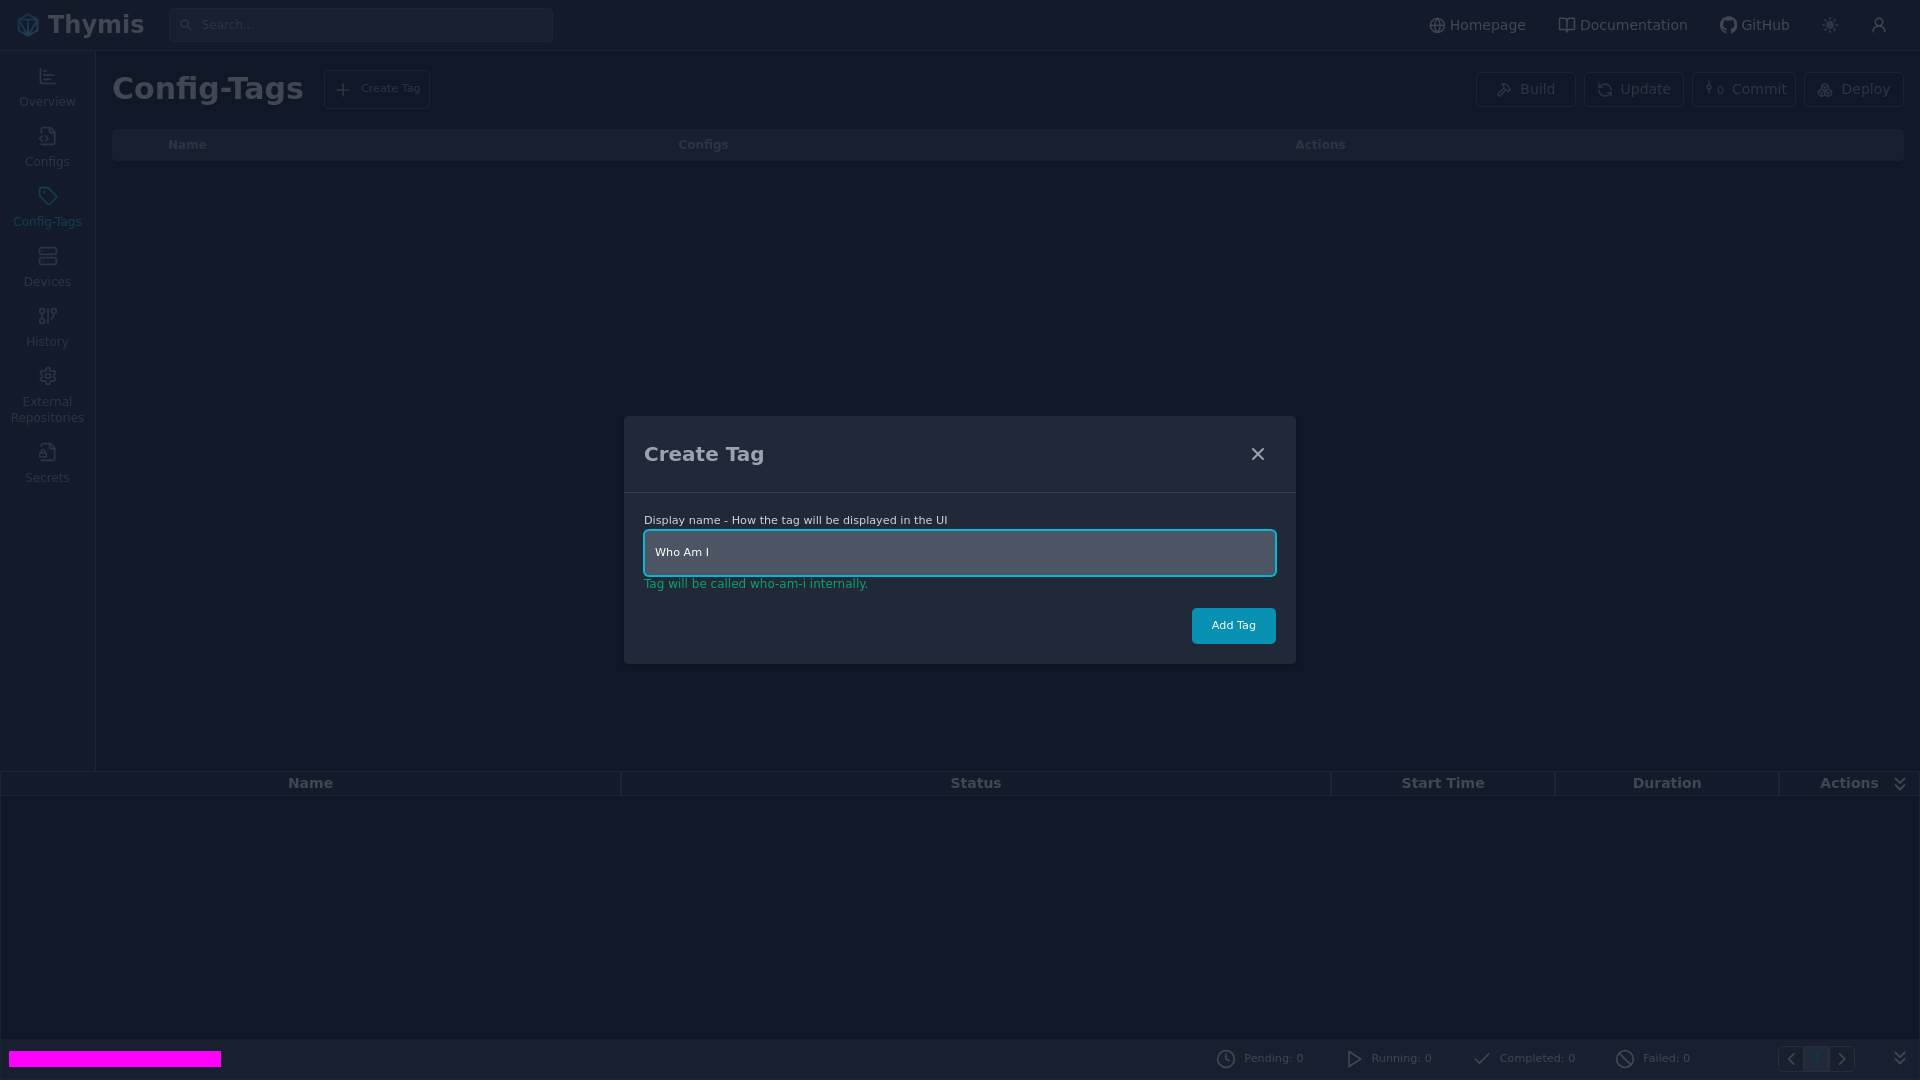 Thymis
Search...
Homepage
Documentation
GitHub
Overview
Configs
Config-Tags
Devices
History
External
Repositories
Secrets
Config-Tags
Create Tag
Build
Update
0 Commit
Deploy
Name
Configs
Actions
Create Tag
Display name - How the tag will be displayed in the UI
Who Am I
Tag will be called who-am-i internally.
Add Tag
Name
Status
Start Time
Duration
Actions
Pending: 0
Running: 0
Completed: 0
Failed: 0